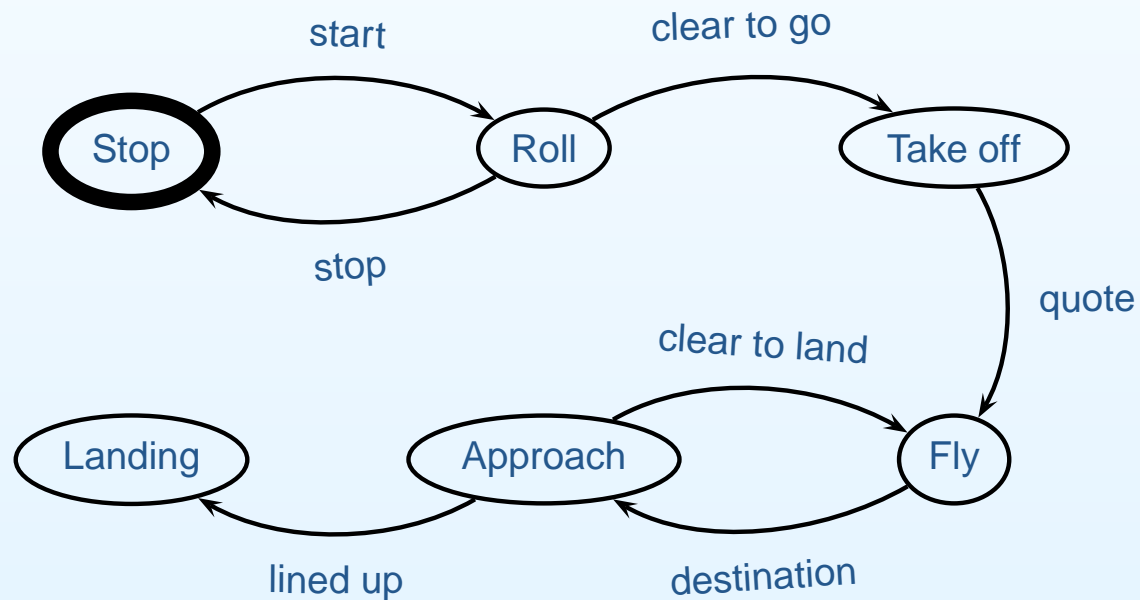 start
clear to go
Stop
Roll
Take off
stop
quote
clear to land
Landing
Approach
Fly
lined up
destination